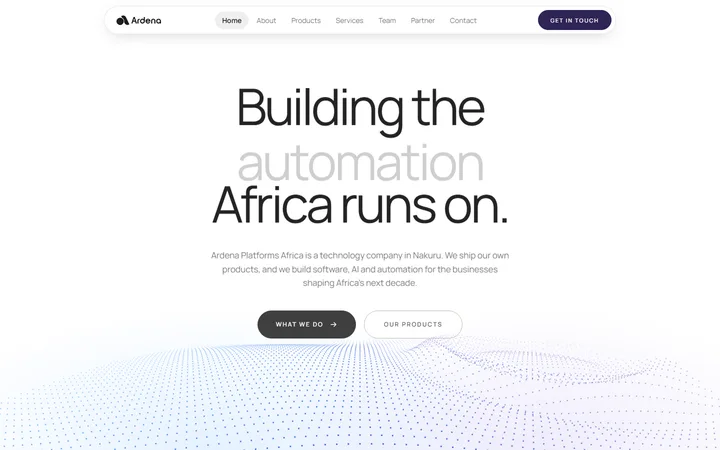 Ardena
Home
About
Products
Services
Team
Partner
Contact
GET IN TOUCH
Building the
automation
Africa runs on.
Ardena Platforms Africa is a technology company in Nakuru. We ship our own
products, and we build software, AI and automation for the businesses
shaping Africa's next decade.
WHAT WE DO →
OUR PRODUCTS